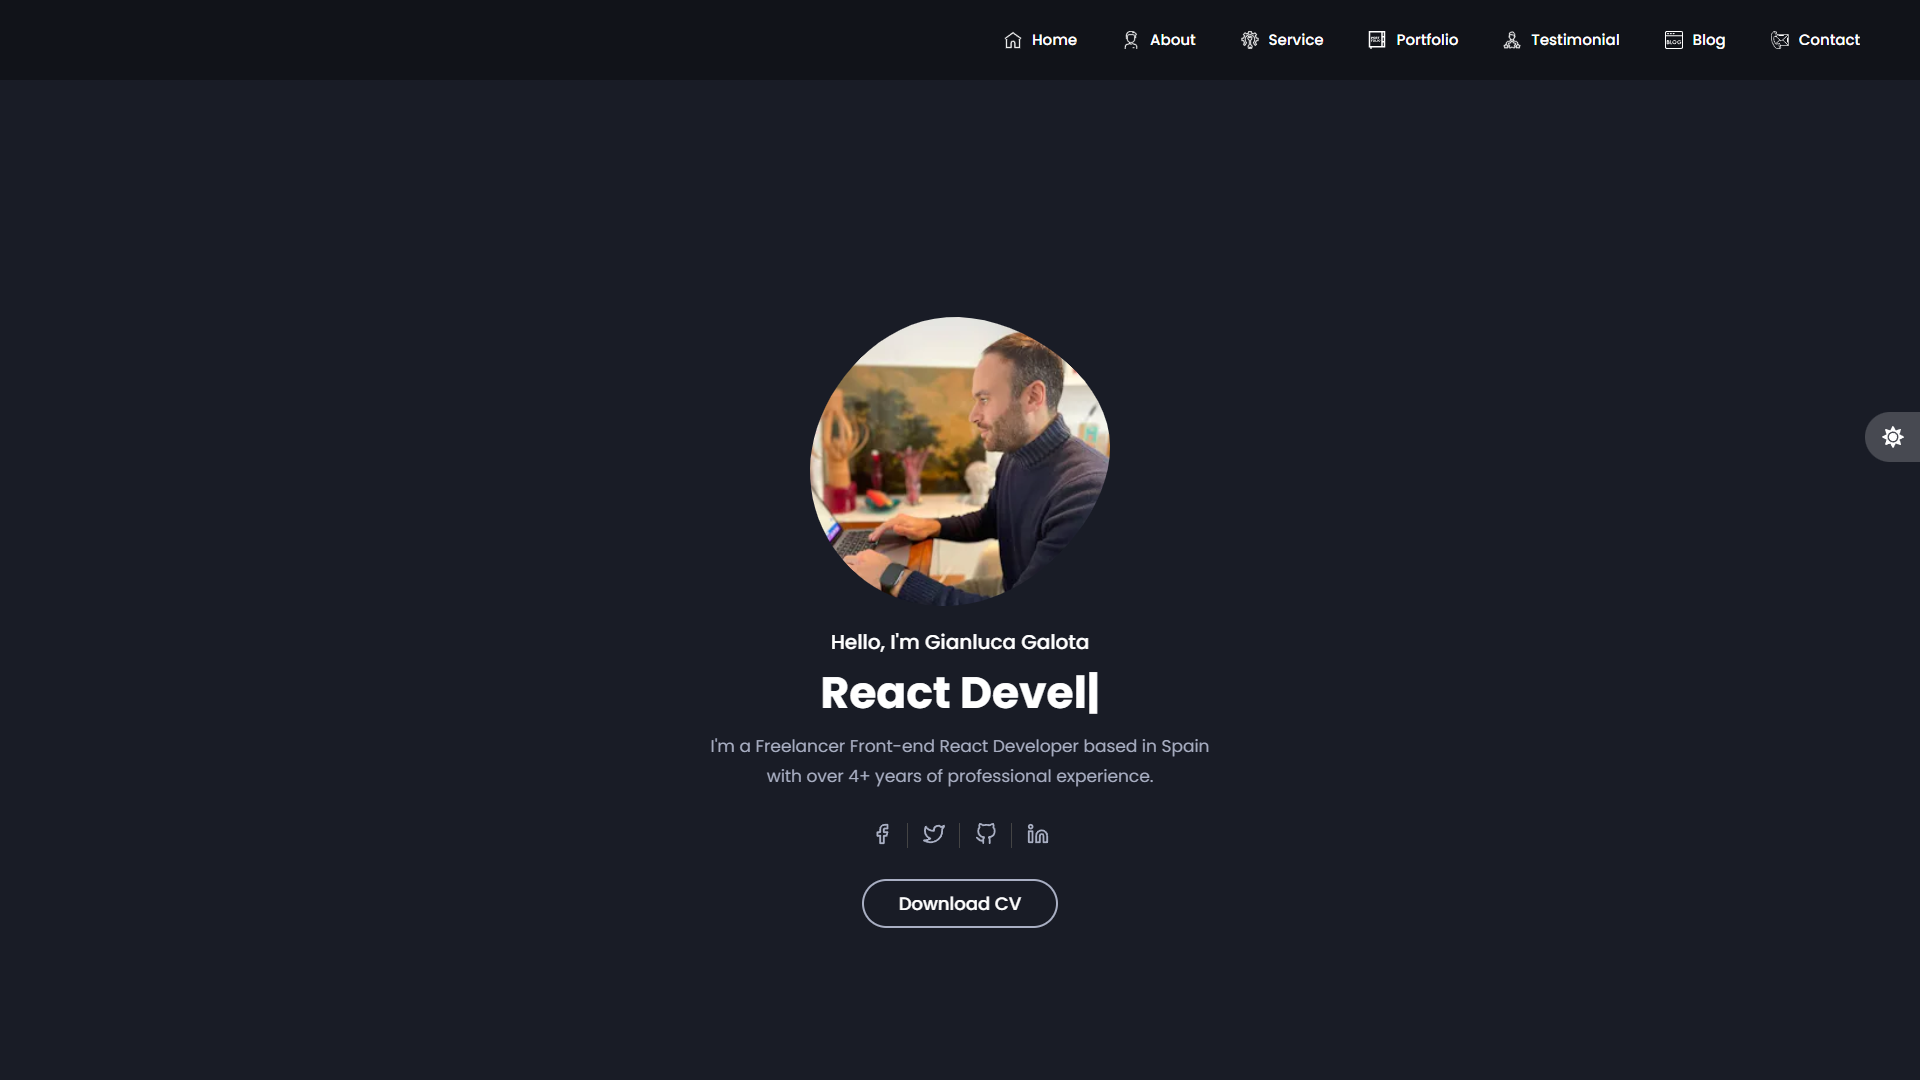 Home About Service Portfolio Testimonial Blog Contact
Hello, I'm Gianluca Galota
React Devel|
I'm a Freelancer Front-end React Developer based in Spain
with over 4+ years of professional experience.
Download CV